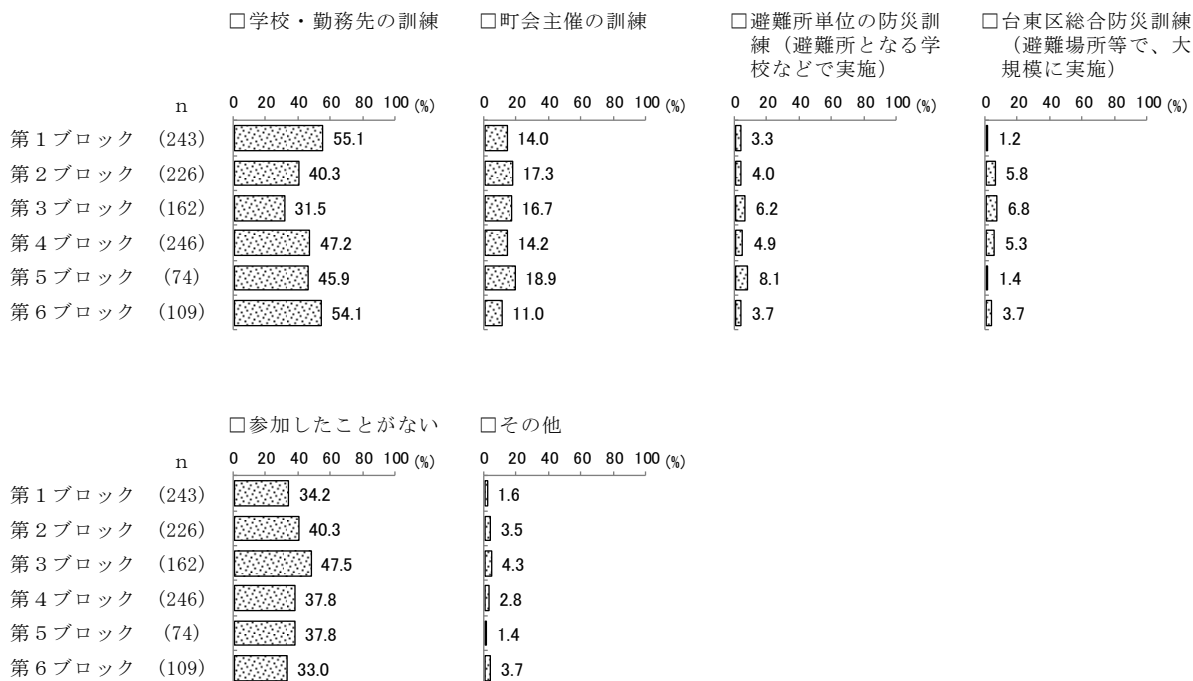 □学校・勤務先の訓練
□町会主催の訓練
□避難所単位の防災訓
練（避難所となる学
校などで実施）
□台東区総合防災訓練
（避難場所等で、大
規模に実施）
n 0 20 40 60 80 100 (%) 0 20 40 60 80 100 (%) 0 20 40 60 80 100 (%) 0 20 40 60 80 100 (%)
第１ブロック (243) 55.1 14.0 3.3 1.2
第２ブロック (226) 40.3 17.3 4.0 5.8
第３ブロック (162) 31.5 16.7 6.2 6.8
第４ブロック (246) 47.2 14.2 4.9 5.3
第５ブロック (74) 45.9 18.9 8.1 1.4
第６ブロック (109) 54.1 11.0 3.7 3.7
□参加したことがない
□その他
n 0 20 40 60 80 100 (%) 0 20 40 60 80 100 (%)
第１ブロック (243) 34.2 1.6
第２ブロック (226) 40.3 3.5
第３ブロック (162) 47.5 4.3
第４ブロック (246) 37.8 2.8
第５ブロック (74) 37.8 1.4
第６ブロック (109) 33.0 3.7